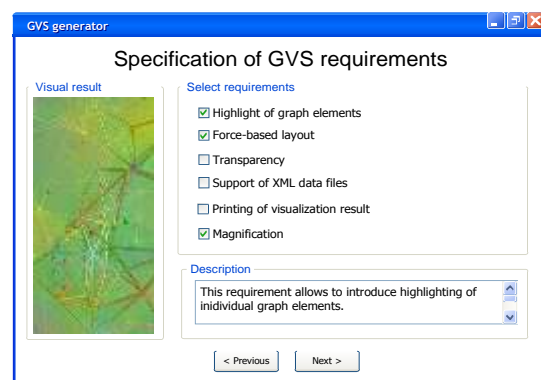 GVS generator
Specification of GVS requirements
Visual result
Select requirements
Highlight of graph elements
Force-based layout
Transparency
Support of XML data files
Printing of visualization result
Magnification
Description
This requirement allows to introduce highlighting of
inidividual graph elements.
< Previous
Next >